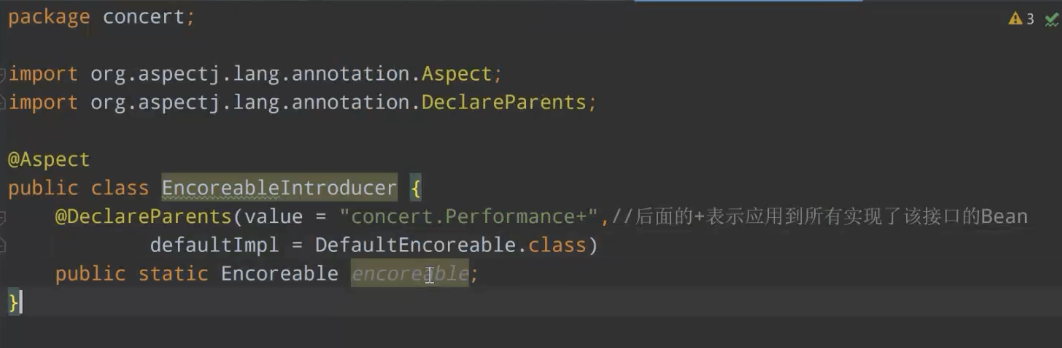 package concert;
3
import org.aspectj.lang.annotation.Aspect;
import org.aspectj.lang.annotation.DeclareParents;
@Aspect
public class EncoreableIntroducer {
@DeclareParents(value = "concert.Performance+",//后面的+表示应用到所有实现了该接口的Bean
defaultImpl = DefaultEncoreable.class)
public static Encoreable encoreable;
}